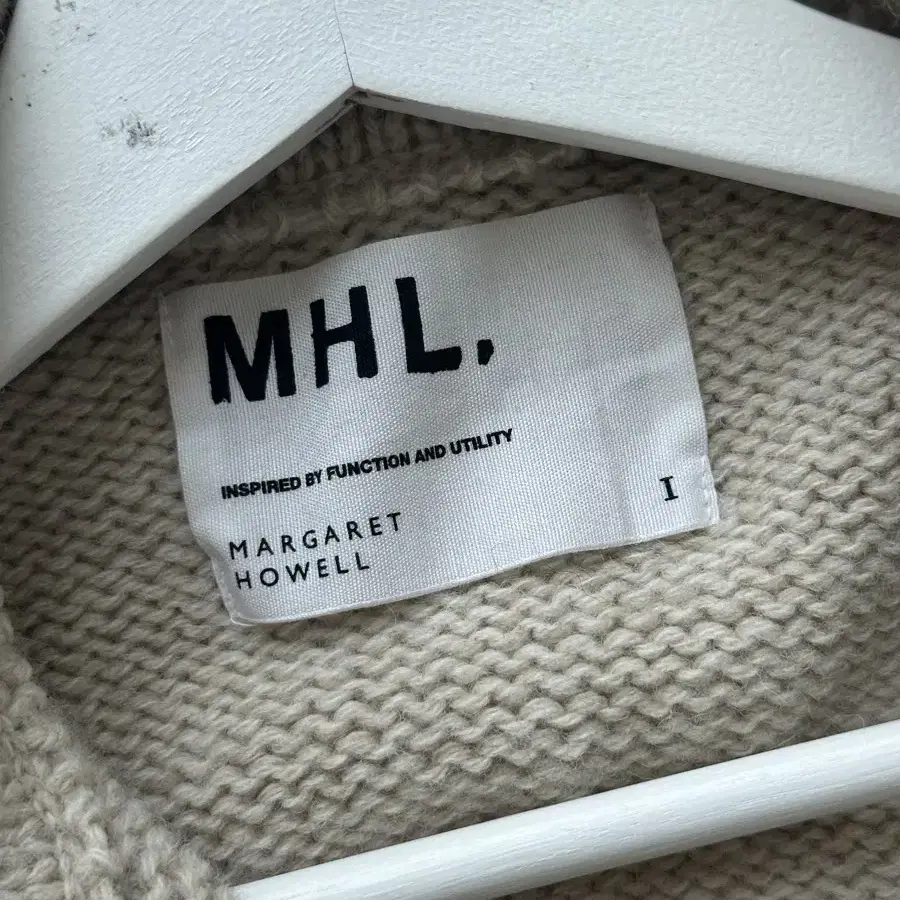 MHL.
INSPIRED BY FUNCTION AND UTILITY
I
MARGARET
HOWELL